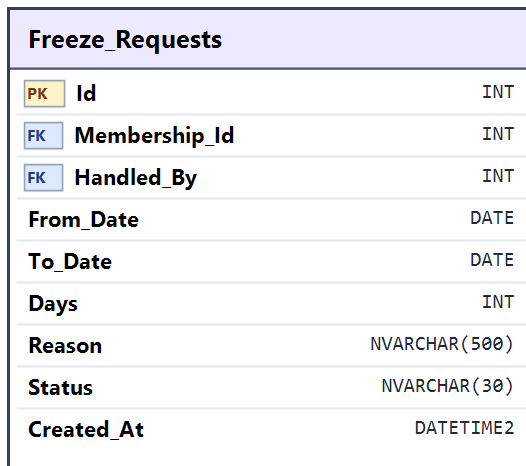 Freeze_Requests
PK Id INT
FK Membership_Id INT
FK Handled_By INT
From_Date DATE
To_Date DATE
Days INT
Reason NVARCHAR(500)
Status NVARCHAR(30)
Created_At DATETIME2